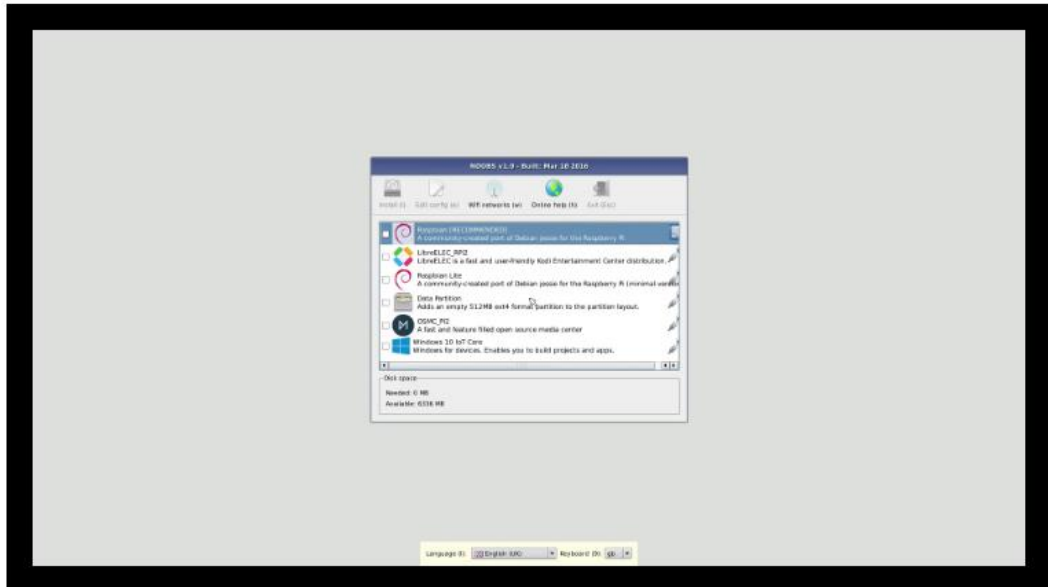 NOOBS v1.9 - Built: Mar 18 2016
Install (i) Edit config (e) Wifi networks (w) Online help (h) Exit (Esc)
Raspbian [RECOMMENDED]
A community-created port of Debian jessie for the Raspberry Pi
LibreELEC_RPi2
LibreELEC is a fast and user-friendly Kodi Entertainment Center distribution.
Raspbian Lite
A community-created port of Debian jessie for the Raspberry Pi (minimal version
Data Partition
Adds an empty 512MB ext4 format partition to the partition layout.
OSMC_Pi2
A fast and feature filled open source media center
Windows 10 IoT Core
Windows for devices. Enables you to build projects and apps.
Disk space
Needed: 0 MB
Available: 6336 MB
Language (l): English (UK) Keyboard (9): gb